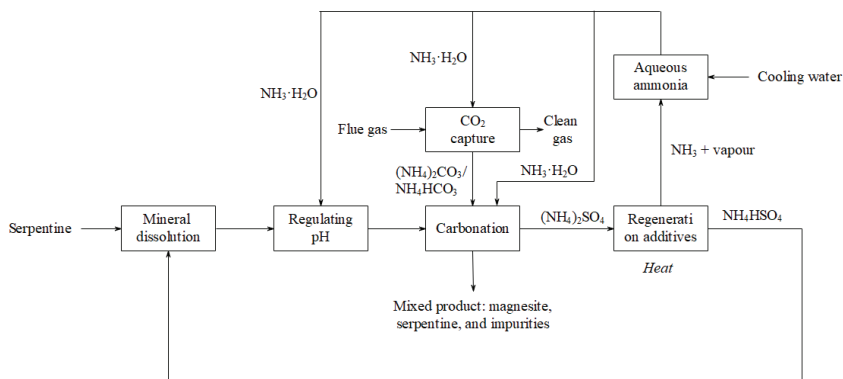 NH₃·H₂O
Aqueous
ammonia
Cooling water
NH₃·H₂O
Flue gas
CO₂
capture
Clean
gas
NH₃ + vapour
(NH₄)₂CO₃/
NH₄HCO₃
NH₃·H₂O
Serpentine
Mineral
dissolution
Regulating
pH
Carbonation
(NH₄)₂SO₄
Regenerati
on additives
NH₄HSO₄
Heat
Mixed product: magnesite,
serpentine, and impurities